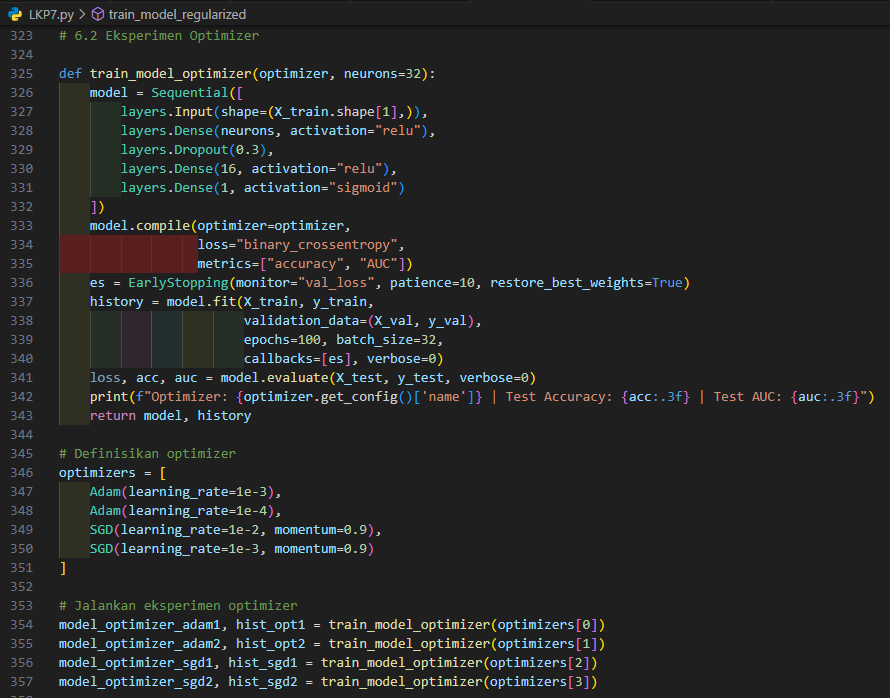 LKP7.py > train_model_regularized
323 # 6.2 Eksperimen Optimizer
324
325 def train_model_optimizer(optimizer, neurons=32):
326     model = Sequential([
327         layers.Input(shape=(X_train.shape[1],)),
328         layers.Dense(neurons, activation="relu"),
329         layers.Dropout(0.3),
330         layers.Dense(16, activation="relu"),
331         layers.Dense(1, activation="sigmoid")
332     ])
333     model.compile(optimizer=optimizer,
334                   loss="binary_crossentropy",
335                   metrics=["accuracy", "AUC"])
336     es = EarlyStopping(monitor="val_loss", patience=10, restore_best_weights=True)
337     history = model.fit(X_train, y_train,
338                         validation_data=(X_val, y_val),
339                         epochs=100, batch_size=32,
340                         callbacks=[es], verbose=0)
341     loss, acc, auc = model.evaluate(X_test, y_test, verbose=0)
342     print(f"Optimizer: {optimizer.get_config()['name']} | Test Accuracy: {acc:.3f} | Test AUC: {auc:.3f}")
343     return model, history
344
345 # Definisikan optimizer
346 optimizers = [
347     Adam(learning_rate=1e-3),
348     Adam(learning_rate=1e-4),
349     SGD(learning_rate=1e-2, momentum=0.9),
350     SGD(learning_rate=1e-3, momentum=0.9)
351 ]
352
353 # Jalankan eksperimen optimizer
354 model_optimizer_adam1, hist_opt1 = train_model_optimizer(optimizers[0])
355 model_optimizer_adam2, hist_opt2 = train_model_optimizer(optimizers[1])
356 model_optimizer_sgd1, hist_sgd1 = train_model_optimizer(optimizers[2])
357 model_optimizer_sgd2, hist_sgd2 = train_model_optimizer(optimizers[3])